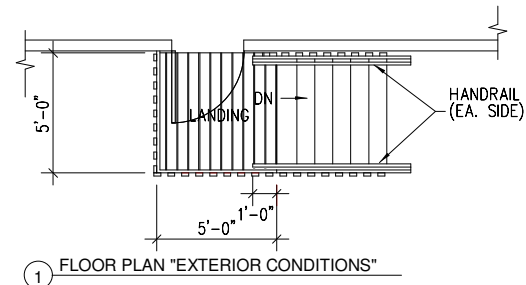 5'-0"
LANDING
DN
HANDRAIL
(EA. SIDE)
1'-0"
5'-0"
1 FLOOR PLAN "EXTERIOR CONDITIONS"